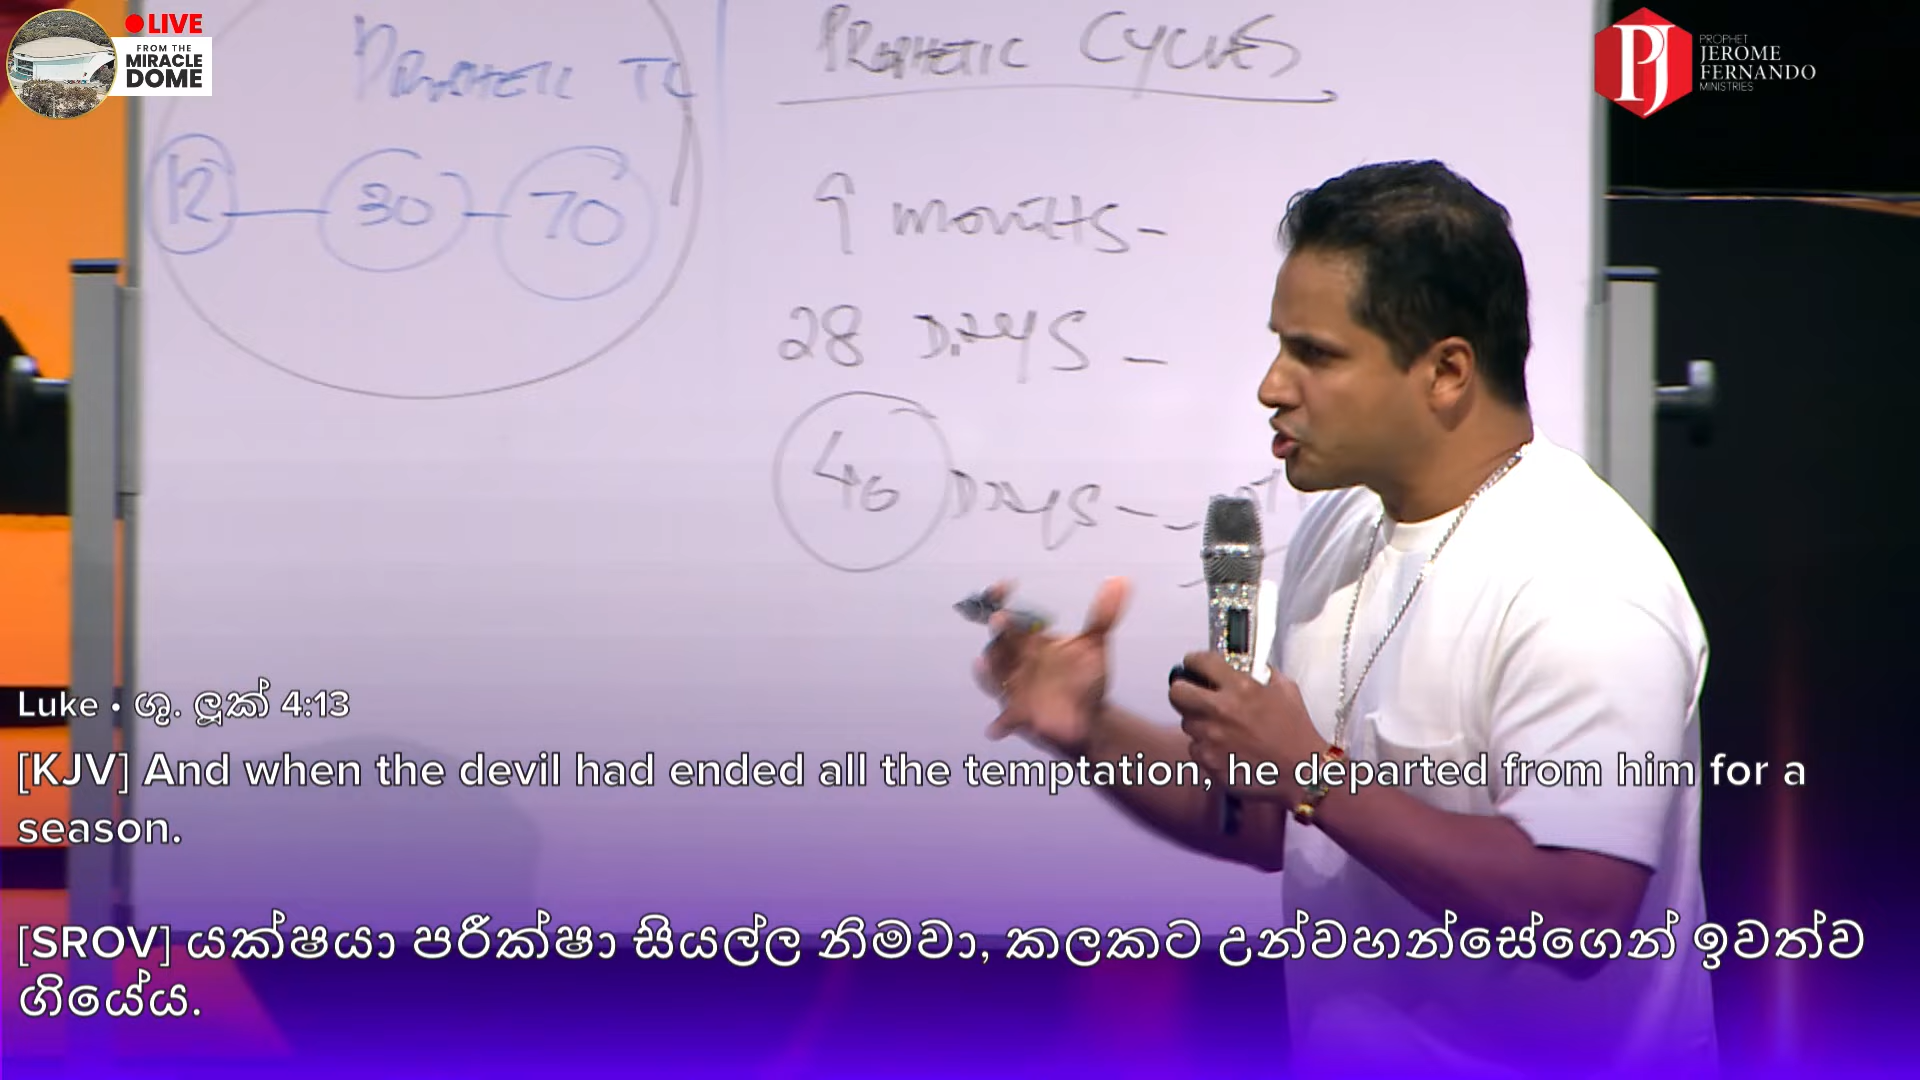 LIVE
FROM THE
MIRACLE
DOME
PROPHET
JEROME
FERNANDO
MINISTRIES
PJ
PROPHETIC
12 30 70
PROPHETIC CYCLES
9 MONTHS-
28 DAYS -
40 DAYS -
Luke • ශු. ලූක් 4:13
[KJV] And when the devil had ended all the temptation, he departed from him for a
season.
[SROV] යක්ෂයා පරීක්ෂා සියල්ල නිමවා, කලකට උන්වහන්සේගෙන් ඉවත්ව
ගියේය.